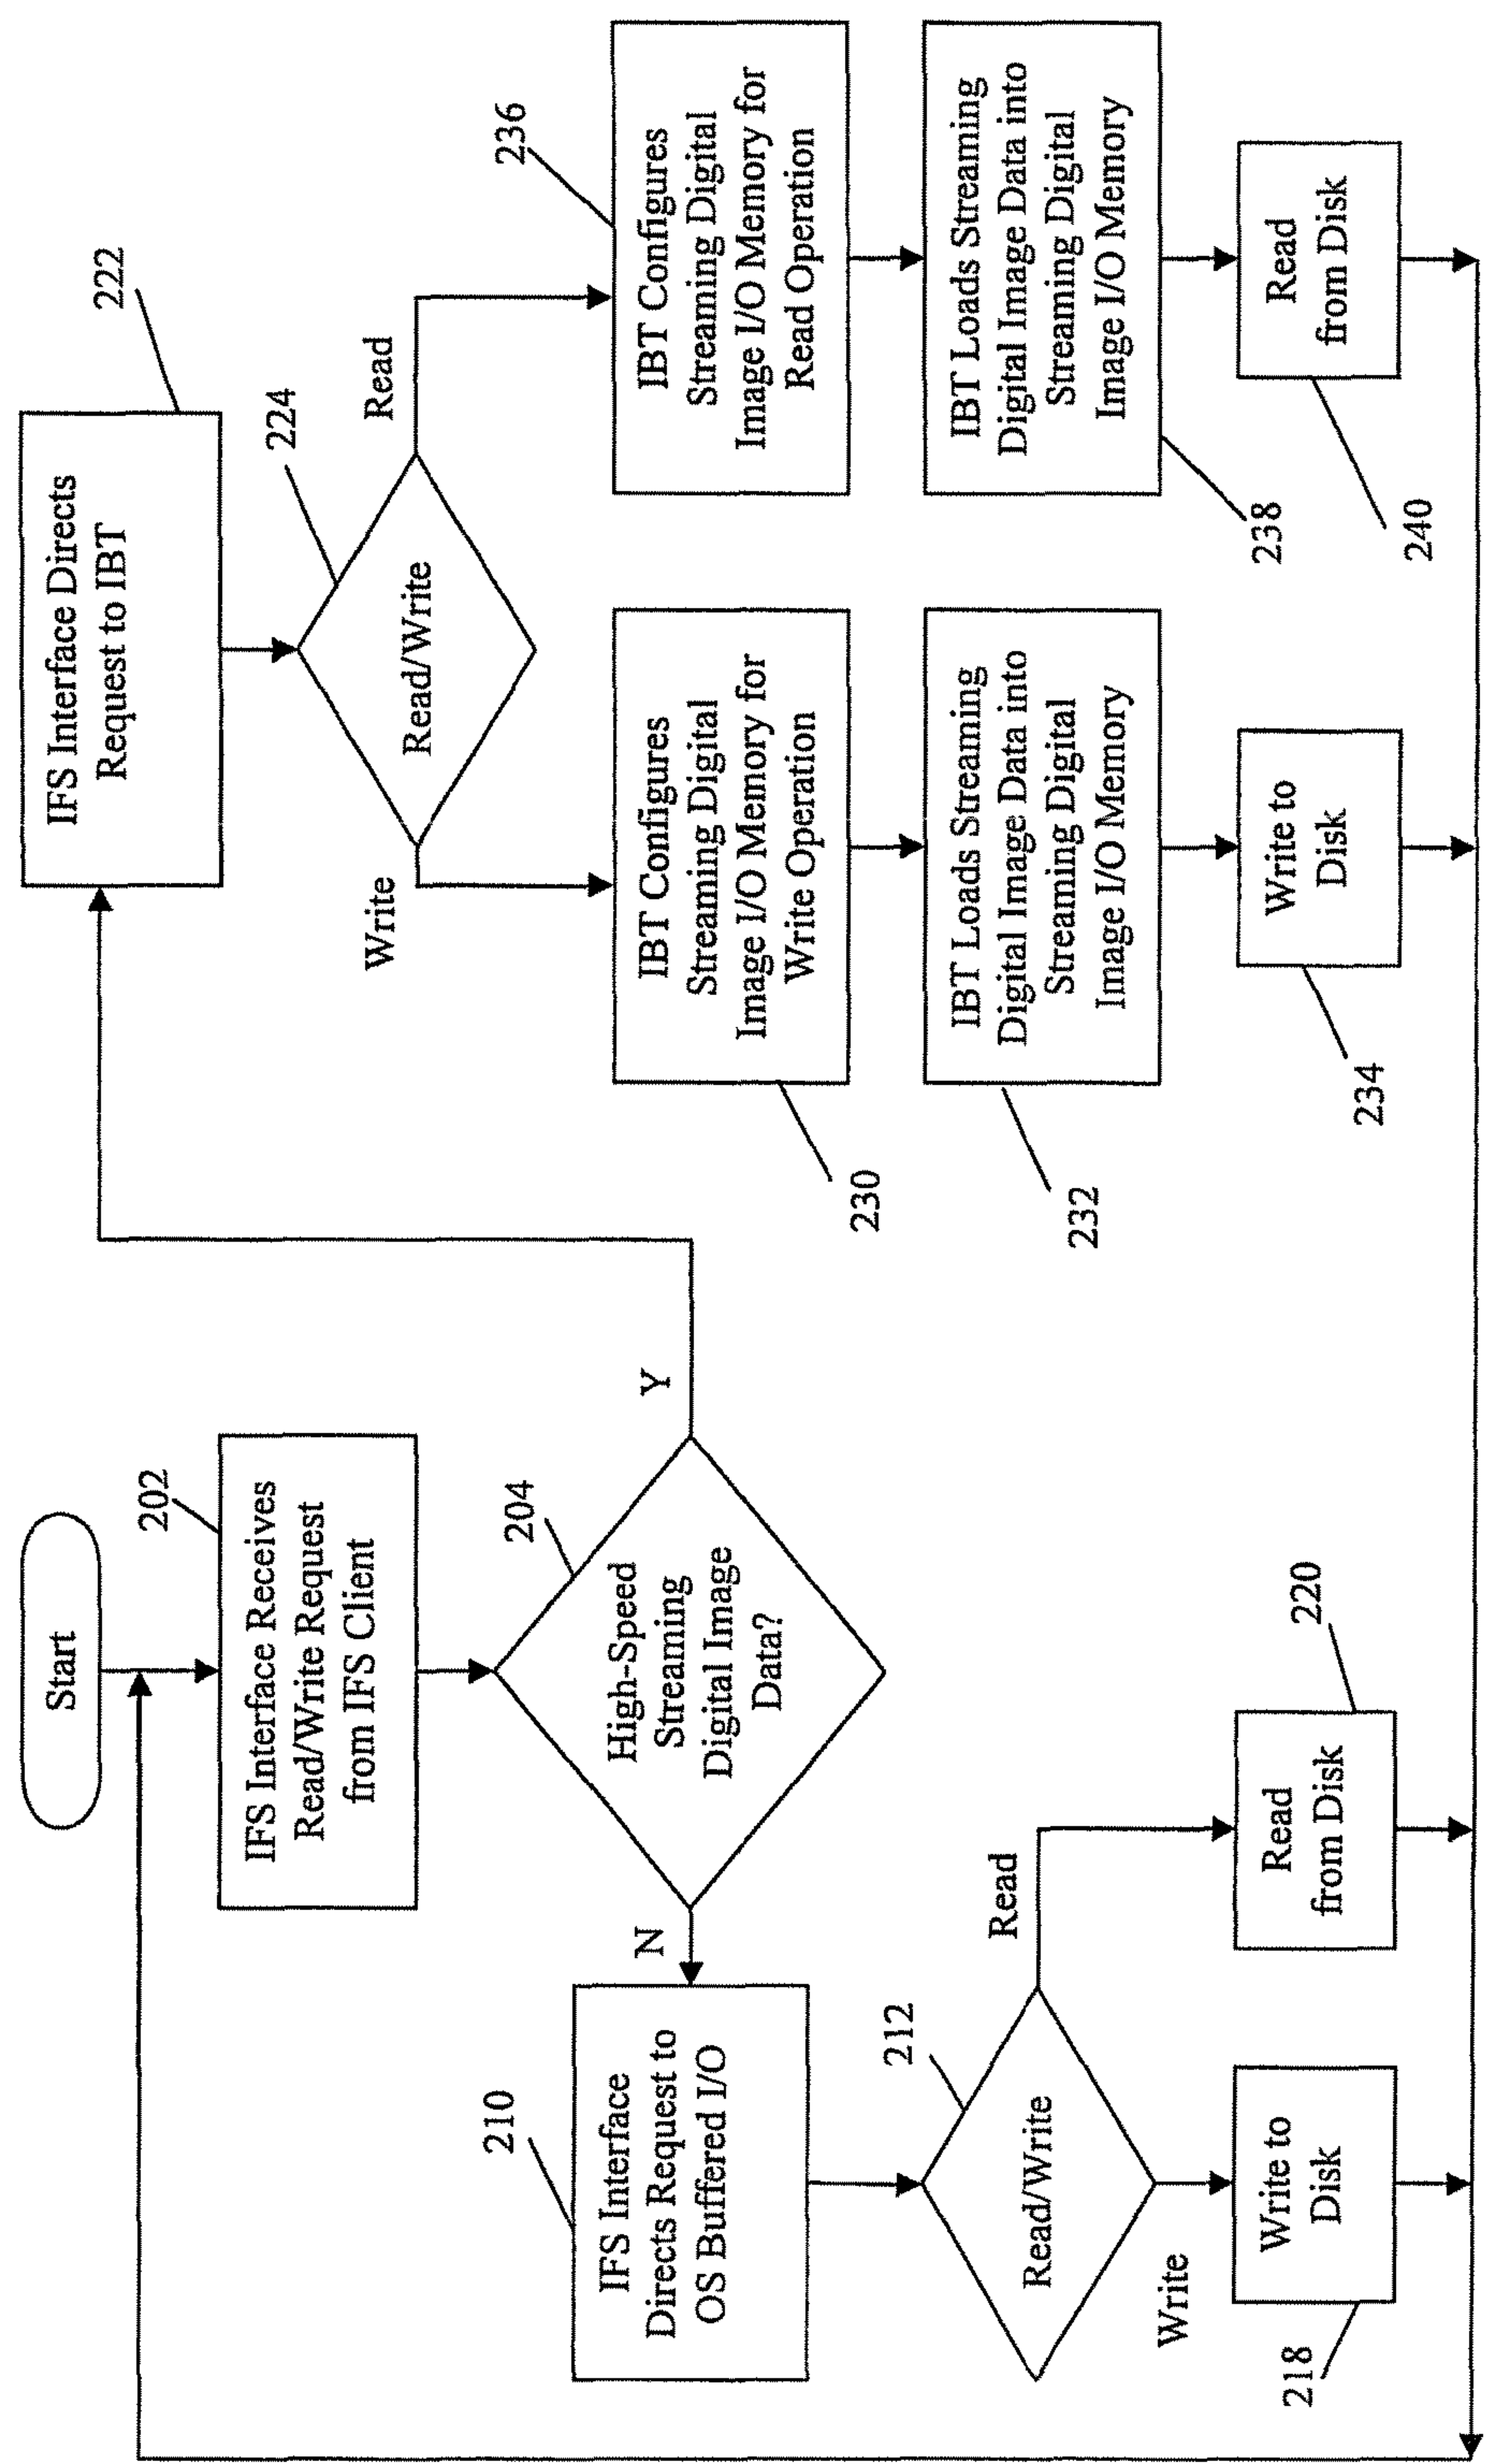 Start
202
IFS Interface Receives
Read/Write Request
from IFS Client
204
High-Speed
Streaming
Digital Image
Data?
N
Y
210
IFS Interface
Directs Request to
OS Buffered I/O
212
Read/Write
Read
Write
218
Write to
Disk
220
Read
from Disk
222
IFS Interface Directs
Request to IBT
224
Read/Write
Write
Read
230
IBT Configures
Streaming Digital
Image I/O Memory for
Write Operation
232
IBT Loads Streaming
Digital Image Data into
Streaming Digital
Image I/O Memory
234
Write to
Disk
236
IBT Configures
Streaming Digital
Image I/O Memory for
Read Operation
238
IBT Loads Streaming
Digital Image Data into
Streaming Digital
Image I/O Memory
240
Read
from Disk